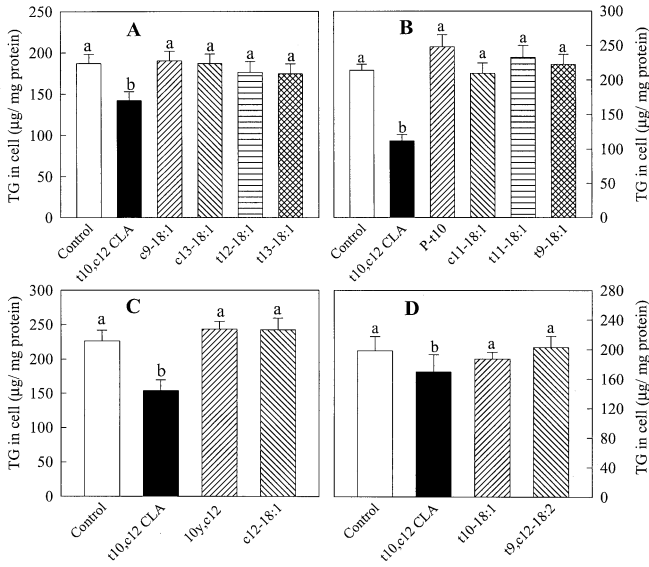 A
TG in cell (µg/ mg protein)
250
200
150
100
50
0
a
b
a
a
a
a
Control
t10,c12 CLA
c9-18:1
c13-18:1
t12-18:1
t13-18:1
B
TG in cell (µg/ mg protein)
300
250
200
150
100
50
0
a
b
a
a
a
a
Control
t10,c12 CLA
P-t10
c11-18:1
t11-18:1
t9-18:1
C
TG in cell (µg/ mg protein)
300
250
200
150
100
50
0
a
b
a
a
Control
t10,c12 CLA
10y,c12
c12-18:1
D
TG in cell (µg/ mg protein)
280
240
200
160
120
80
40
0
a
b
a
a
Control
t10,c12 CLA
t10-18:1
t9,c12-18:2